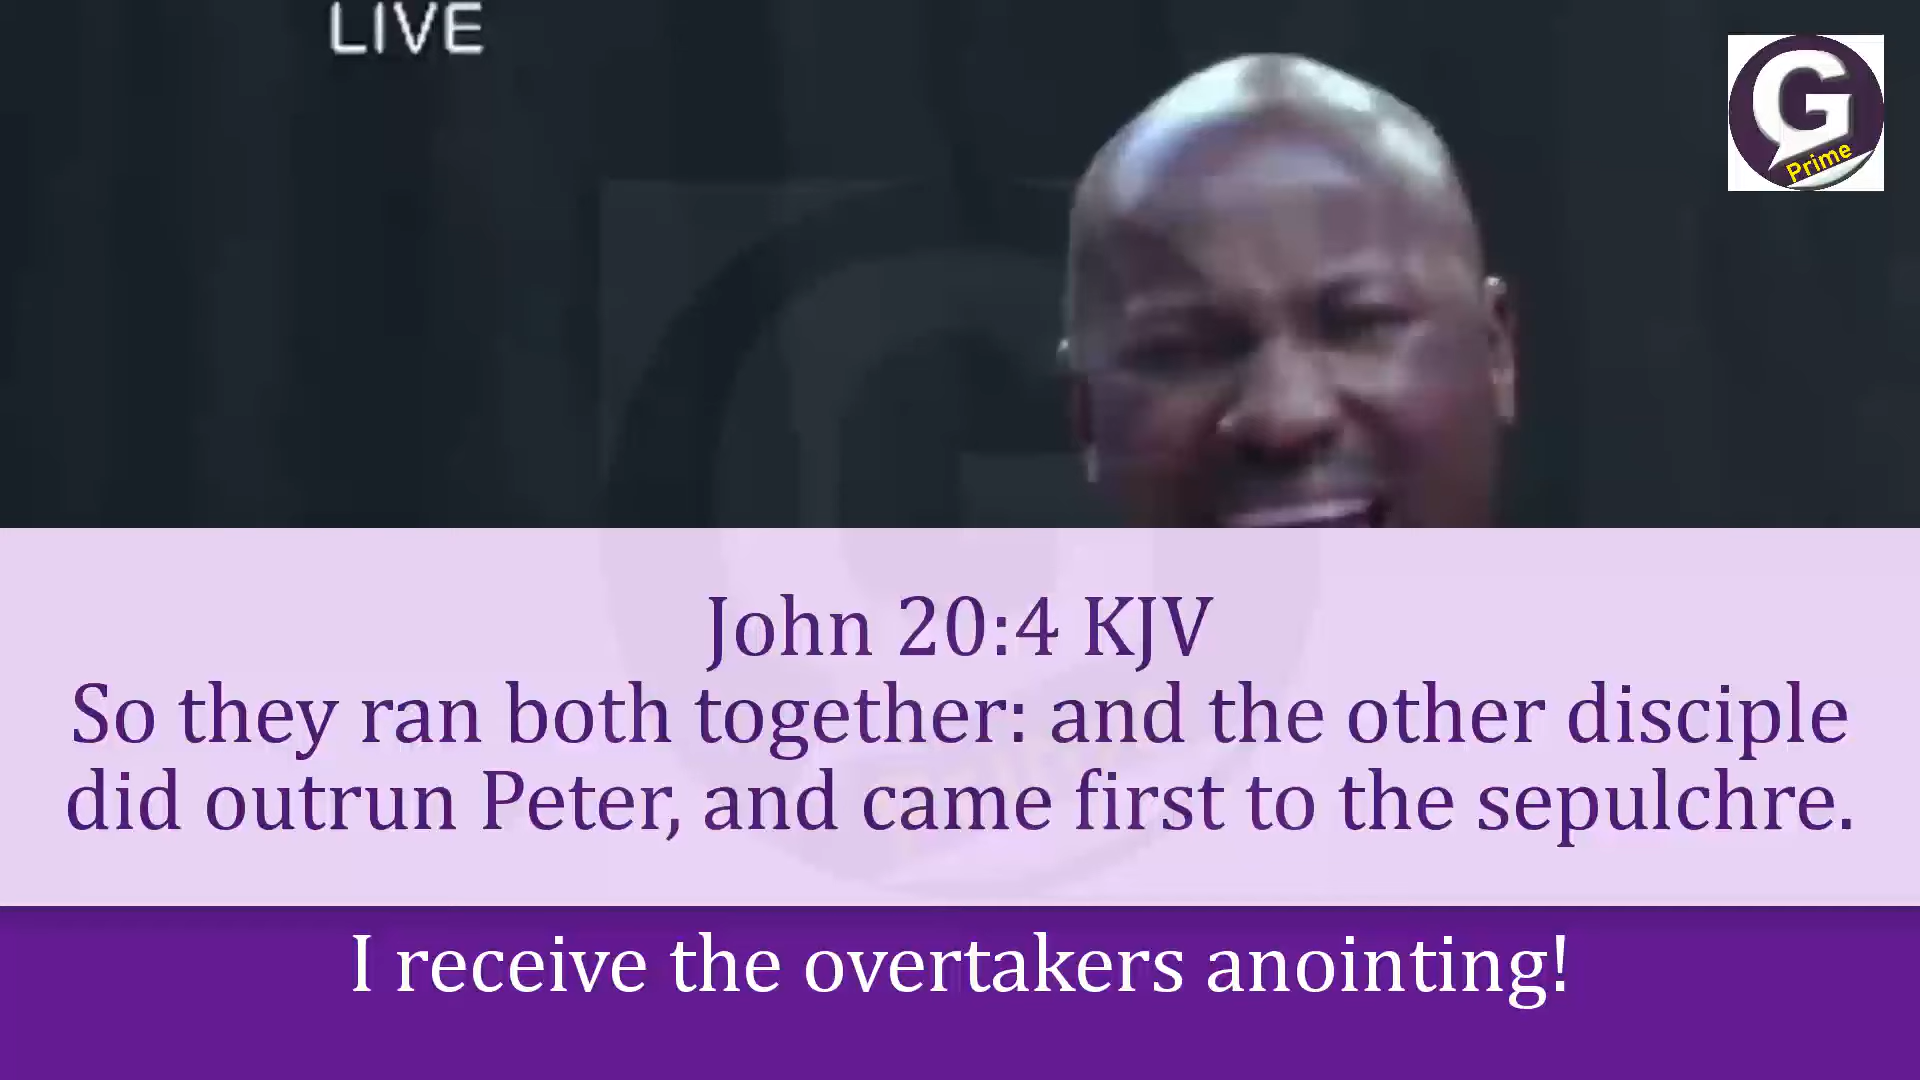 LIVE
G
Prime
John 20:4 KJV
So they ran both together: and the other disciple
did outrun Peter, and came first to the sepulchre.
I receive the overtakers anointing!